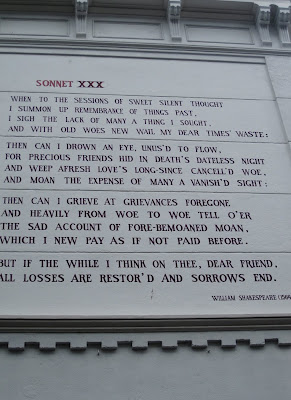 SONNET XXX
WHEN TO THE SESSIONS OF SWEET SILENT THOUGHT
I SUMMON UP REMEMBRANCE OF THINGS PAST,
I SIGH THE LACK OF MANY A THING I SOUGHT,
AND WITH OLD WOES NEW WAIL MY DEAR TIMES' WASTE:
THEN CAN I DROWN AN EYE, UNUS'D TO FLOW,
FOR PRECIOUS FRIENDS HID IN DEATH'S DATELESS NIGHT
AND WEEP AFRESH LOVE'S LONG-SINCE CANCELL'D WOE,
AND MOAN THE EXPENSE OF MANY A VANISH'D SIGHT:
THEN CAN I GRIEVE AT GRIEVANCES FOREGONE
AND HEAVILY FROM WOE TO WOE TELL O'ER
THE SAD ACCOUNT OF FORE-BEMOANED MOAN,
WHICH I NEW PAY AS IF NOT PAID BEFORE.
BUT IF THE WHILE I THINK ON THEE, DEAR FRIEND,
ALL LOSSES ARE RESTOR'D AND SORROWS END.
WILLIAM SHAKESPEARE